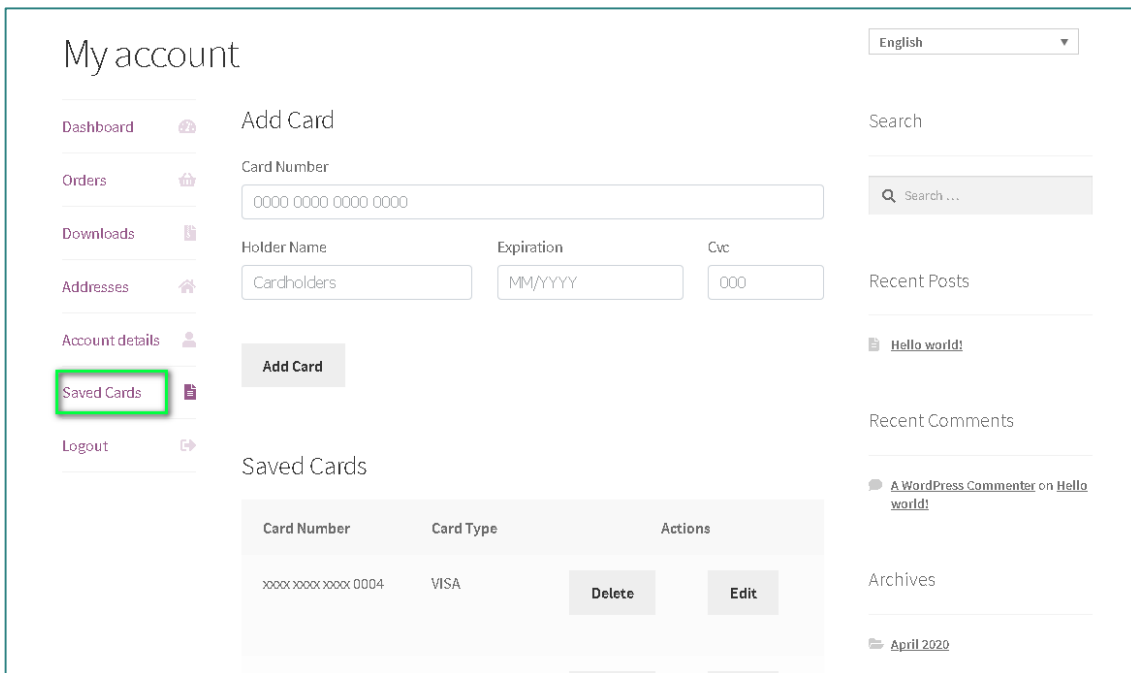 My account
English
Dashboard
Orders
Downloads
Addresses
Account details
Saved Cards
Logout
Add Card
Card Number
0000 0000 0000 0000
Holder Name Expiration Cvc
Cardholders MM/YYYY 000
Add Card
Saved Cards
Card Number Card Type Actions
xxxx xxxx xxxx 0004 VISA Delete Edit
Search
Search ...
Recent Posts
Hello world!
Recent Comments
A WordPress Commenter on Hello
world!
Archives
April 2020